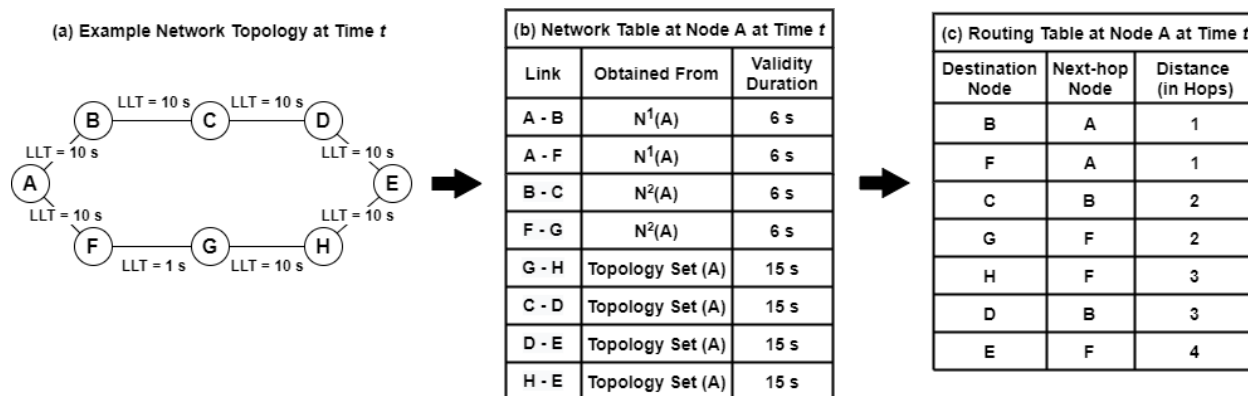 (a) Example Network Topology at Time t
LLT = 10 s LLT = 10 s
B C D
LLT = 10 s LLT = 10 s
A E
LLT = 10 s LLT = 10 s
F G H
LLT = 1 s LLT = 10 s
(b) Network Table at Node A at Time t
Link Obtained From Validity Duration
A - B N¹(A) 6 s
A - F N¹(A) 6 s
B - C N²(A) 6 s
F - G N²(A) 6 s
G - H Topology Set (A) 15 s
C - D Topology Set (A) 15 s
D - E Topology Set (A) 15 s
H - E Topology Set (A) 15 s
(c) Routing Table at Node A at Time t
Destination Node Next-hop Node Distance (in Hops)
B A 1
F A 1
C B 2
G F 2
H F 3
D B 3
E F 4